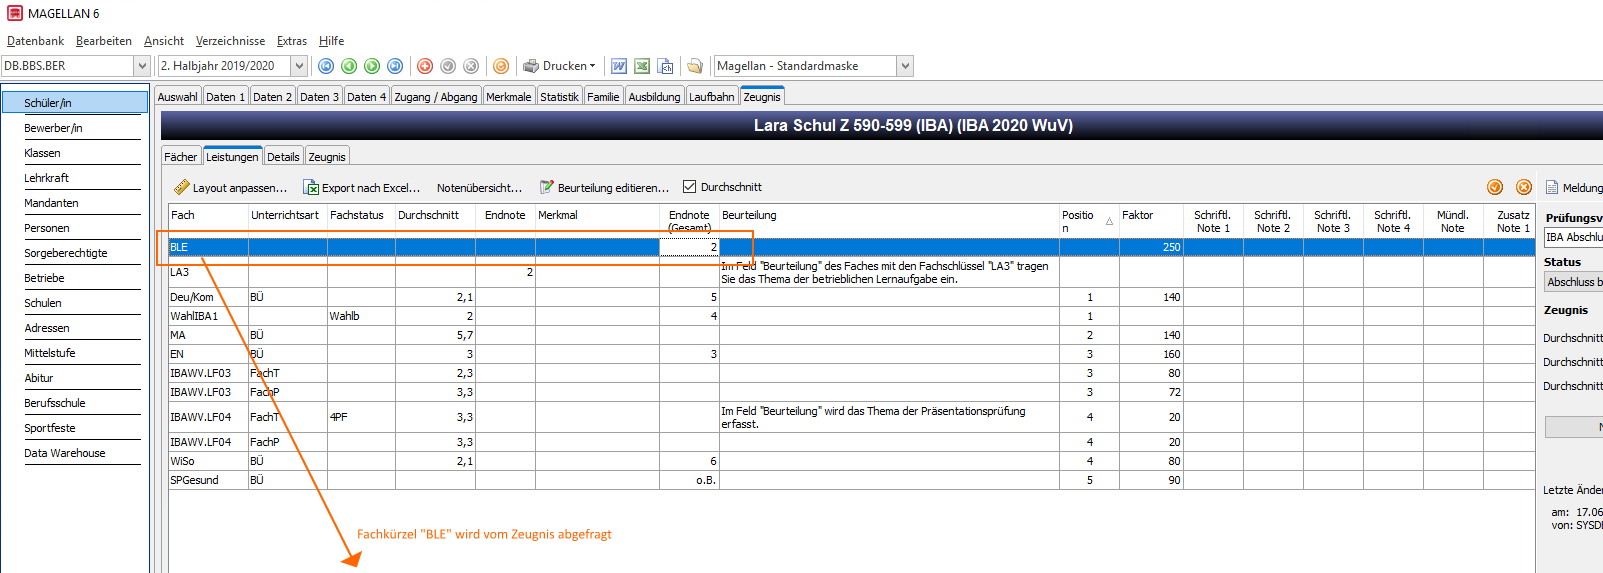 MAGELLAN 6
Datenbank Bearbeiten Ansicht Verzeichnisse Extras Hilfe
DB.BBS.BER 2. Halbjahr 2019/2020 Drucken Magellan - Standardmaske
Schüler/in
Bewerber/in
Klassen
Lehrkraft
Mandanten
Personen
Sorgeberechtigte
Betriebe
Schulen
Adressen
Mittelstufe
Abitur
Berufsschule
Sportfeste
Data Warehouse
Auswahl Daten 1 Daten 2 Daten 3 Daten 4 Zugang / Abgang Merkmale Statistik Familie Ausbildung Laufbahn Zeugnis
Lara Schul Z 590-599 (IBA) (IBA 2020 WuV)
Fächer Leistungen Details Zeugnis
Layout anpassen... Export nach Excel... Notenübersicht... Beurteilung editieren... Durchschnitt Meldung
Fach Unterrichtsart Fachstatus Durchschnitt Endnote Merkmal Endnote (Gesamt) Beurteilung Positio n Faktor Schriftl. Note 1 Schriftl. Note 2 Schriftl. Note 3 Schriftl. Note 4 Mündl. Note Zusatz Note 1
BLE 2 250
LA3 2 Im Feld "Beurteilung" des Faches mit den Fachschlüssel "LA3" tragen
Sie das Thema der betrieblichen Lernaufgabe ein.
Deu/Kom BÜ 2,1 5 1 140
WahlIBA1 Wahlb 2 4 1
MA BÜ 5,7 2 140
EN BÜ 3 3 3 160
IBAWV.LF03 FachT 2,3 3 80
IBAWV.LF03 FachP 3,3 3 72
IBAWV.LF04 FachT 4PF 3,3 Im Feld "Beurteilung" wird das Thema der Präsentationsprüfung
erfasst. 4 20
IBAWV.LF04 FachP 3,3 4 20
WiSo BÜ 2,1 6 4 80
SPGesund BÜ o.B. 5 90
Fachkürzel "BLE" wird vom Zeugnis abgefragt
Prüfungsv
IBA Abschlu
Status
Abschluss b
Zeugnis
Durchschnitt
Durchschnitt
Durchschnitt
N
Letzte Änder
am: 17.06
von: SYSD